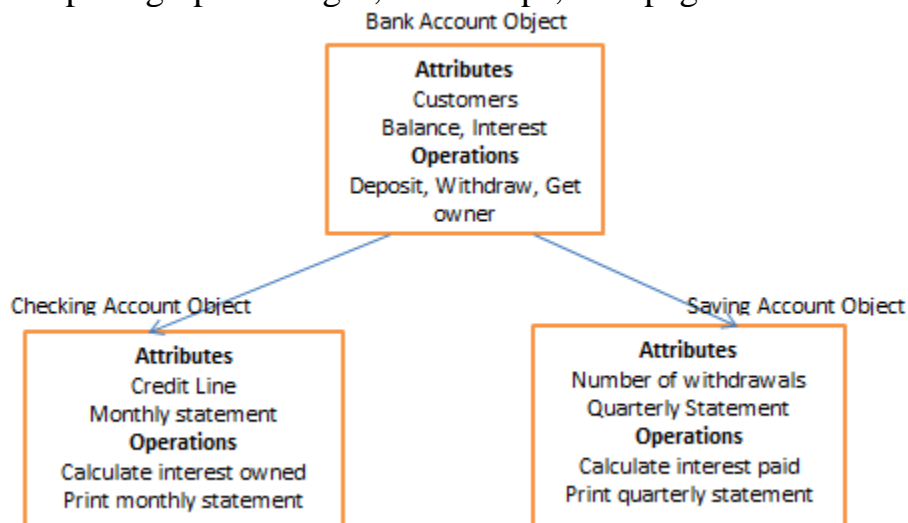 Bank Account Object
Attributes
Customers
Balance, Interest
Operations
Deposit, Withdraw, Get
owner
Checking Account Object
Saving Account Object
Attributes
Credit Line
Monthly statement
Operations
Calculate interest owned
Print monthly statement
Attributes
Number of withdrawals
Quarterly Statement
Operations
Calculate interest paid
Print quarterly statement